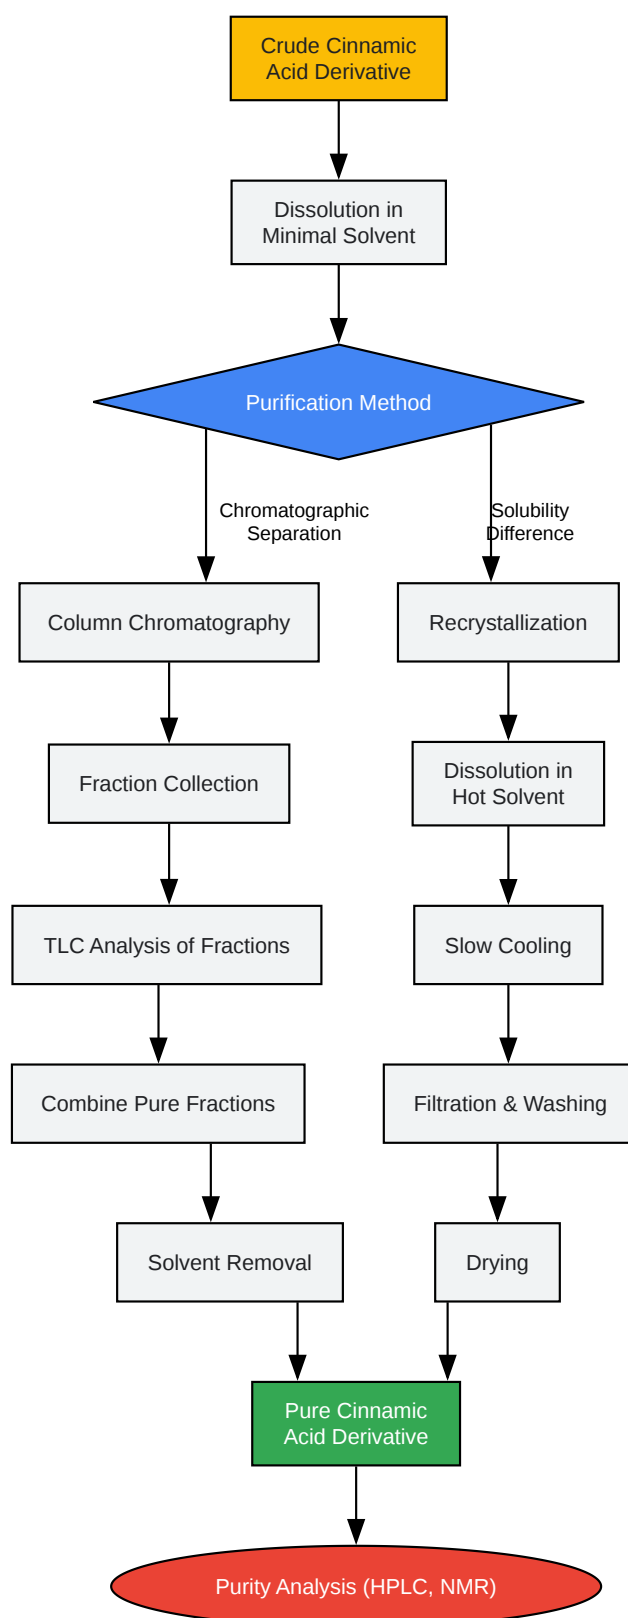 Crude Cinnamic
Acid Derivative
Dissolution in
Minimal Solvent
Purification Method
Chromatographic
Separation
Solubility
Difference
Column Chromatography
Recrystallization
Fraction Collection
Dissolution in
Hot Solvent
TLC Analysis of Fractions
Slow Cooling
Combine Pure Fractions
Filtration & Washing
Solvent Removal
Drying
Pure Cinnamic
Acid Derivative
Purity Analysis (HPLC, NMR)